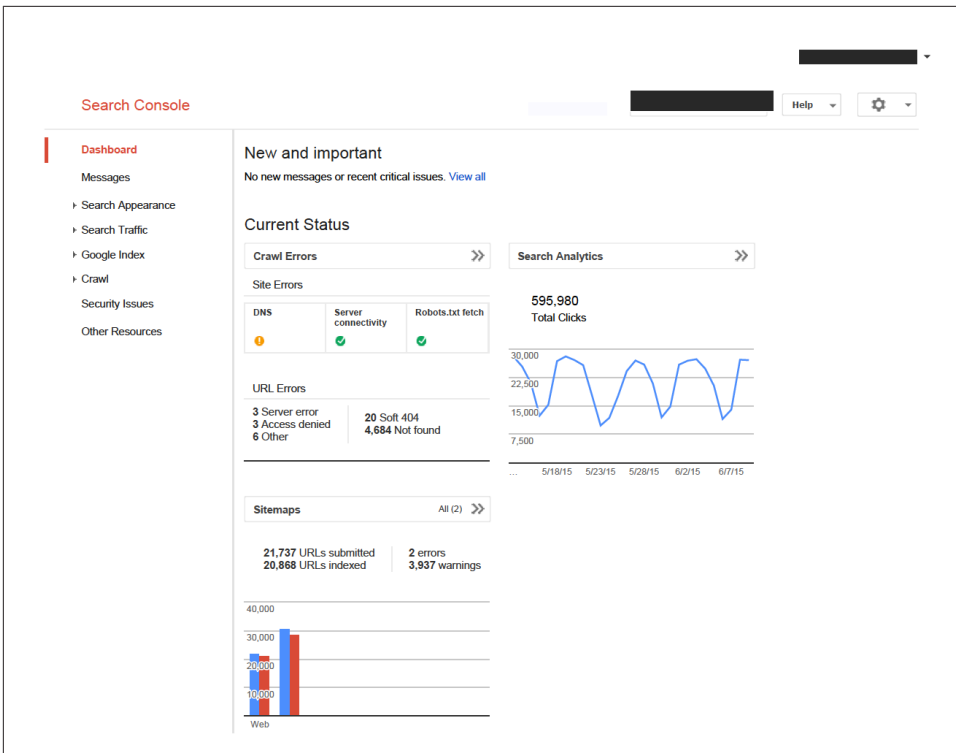 Search Console
Help
Dashboard
Messages
Search Appearance
Search Traffic
Google Index
Crawl
Security Issues
Other Resources
New and important
No new messages or recent critical issues. View all
Current Status
Crawl Errors
Site Errors
DNS
Server
connectivity
Robots.txt fetch
URL Errors
3 Server error
3 Access denied
6 Other
20 Soft 404
4,684 Not found
Search Analytics
595,980
Total Clicks
30,000
22,500
15,000
7,500
... 5/18/15 5/23/15 5/28/15 6/2/15 6/7/15
Sitemaps All (2)
21,737 URLs submitted
20,868 URLs indexed
2 errors
3,937 warnings
40,000
30,000
20,000
10,000
Web